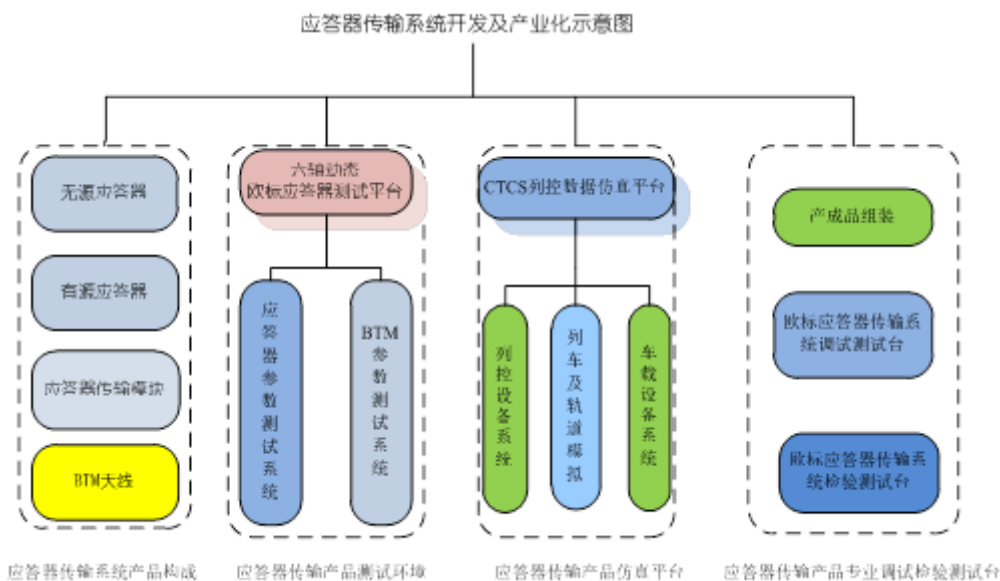 应答器传输系统开发及产业化示意图
无源应答器
有源应答器
应答器传输模块
BTM天线
应答器传输系统产品构成
六轴动态
欧标应答器测试平台
应答器参数测试系统
BTM参数测试系统
应答器传输产品测试环境
CTCS列控数据仿真平台
列控设备系统
列车及轨道模拟
车载设备系统
应答器传输产品仿真平台
产成品组装
欧标应答器传输系
统调试测试台
欧标应答器传输系
统检验测试台
应答器传输产品专业调试检验测试台